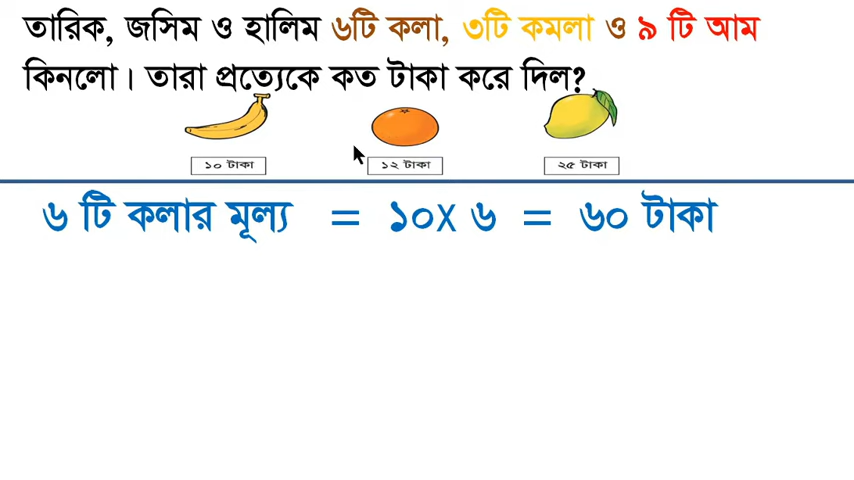 তারিক, জসিম ও হালিম ৬টি কলা, ৩টি কমলা ও ৯ টি আম
কিনলো। তারা প্রত্যেকে কত টাকা করে দিল?
১০ টাকা
১২ টাকা
২৫ টাকা
৬ টি কলার মূল্য = ১০x ৬ = ৬০ টাকা